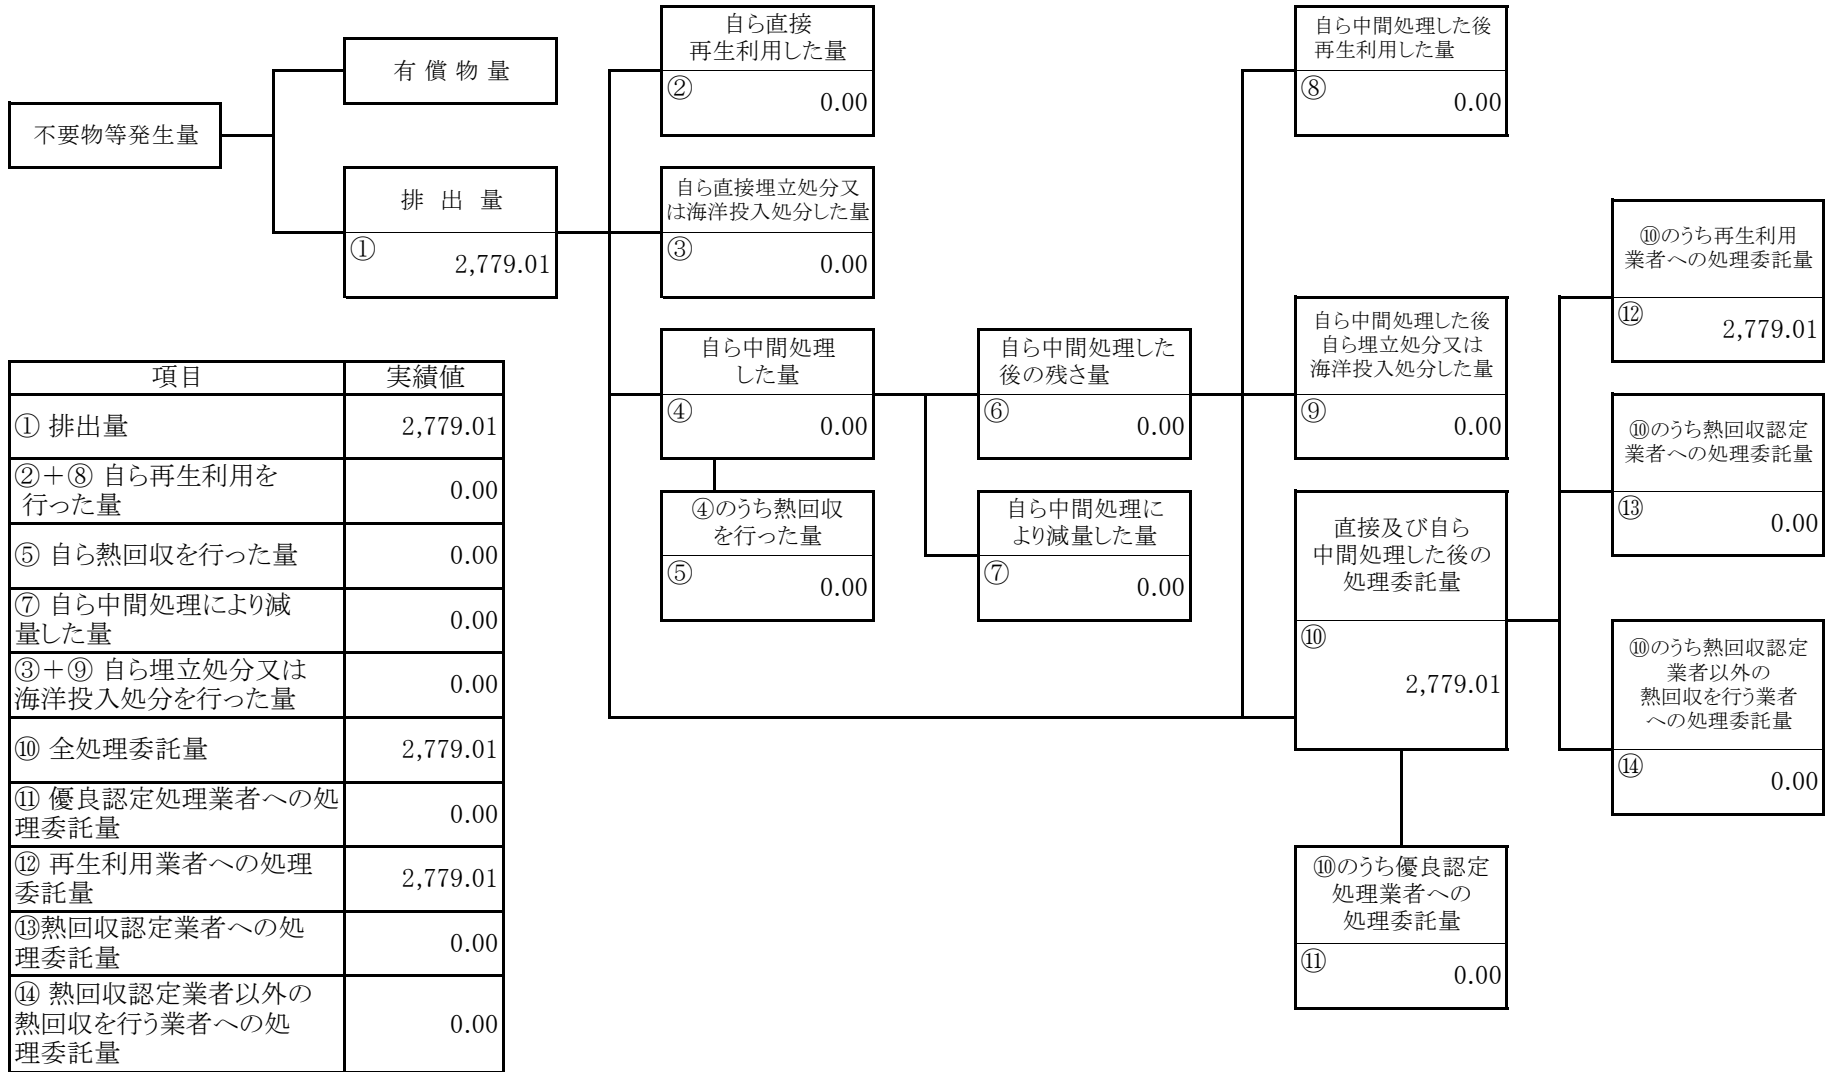 不要物等発生量
有 償 物 量
排 出 量
①
2,779.01
自ら直接
再生利用した量
②
0.00
自ら直接埋立処分又
は海洋投入処分した量
③
0.00
自ら中間処理
した量
④
0.00
④のうち熱回収
を行った量
⑤
0.00
自ら中間処理した
後の残さ量
⑥
0.00
自ら中間処理に
より減量した量
⑦
0.00
自ら中間処理した後
再生利用した量
⑧
0.00
自ら中間処理した後
自ら埋立処分又は
海洋投入処分した量
⑨
0.00
直接及び自ら
中間処理した後の
処理委託量
⑩
2,779.01
⑩のうち優良認定
処理業者への
処理委託量
⑪
0.00
⑩のうち再生利用
業者への処理委託量
⑫
2,779.01
⑩のうち熱回収認定
業者への処理委託量
⑬
0.00
⑩のうち熱回収認定
業者以外の
熱回収を行う業者
への処理委託量
⑭
0.00
項目 実績値
① 排出量 2,779.01
②＋⑧ 自ら再生利用を
行った量 0.00
⑤ 自ら熱回収を行った量 0.00
⑦ 自ら中間処理により減
量した量 0.00
③＋⑨ 自ら埋立処分又は
海洋投入処分を行った量 0.00
⑩ 全処理委託量 2,779.01
⑪ 優良認定処理業者への処
理委託量 0.00
⑫ 再生利用業者への処理
委託量 2,779.01
⑬熱回収認定業者への処
理委託量 0.00
⑭ 熱回収認定業者以外の
熱回収を行う業者への処 0.00
理委託量